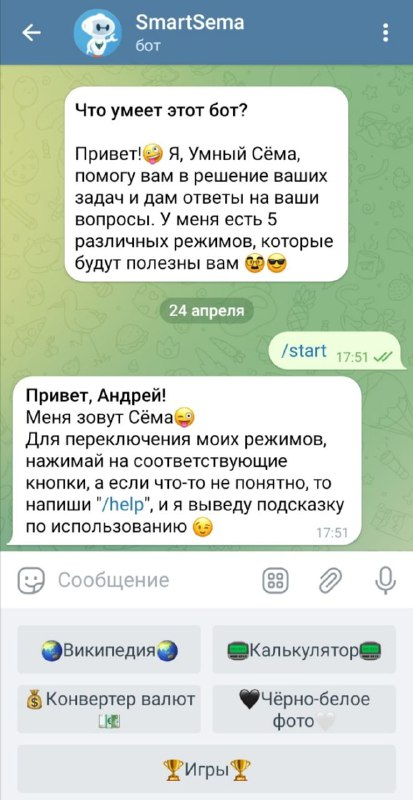 SmartSema
бот
Что умеет этот бот?
Привет!🤪 Я, Умный Сёма,
помогу вам в решение ваших
задач и дам ответы на ваши
вопросы. У меня есть 5
различных режимов, которые
будут полезны вам 🥸😎
24 апреля
/start 17:51
Привет, Андрей!
Меня зовут Сёма😜
Для переключения моих режимов,
нажимай на соответствующие
кнопки, а если что-то не понятно, то
напиши "/help", и я выведу подсказку
по использованию 😉 17:51
Сообщение
🌏Википедия🌏
📟Калькулятор📟
💰Конвертер валют
💵
🖤Чёрно-белое
фото🤍
🏆Игры🏆